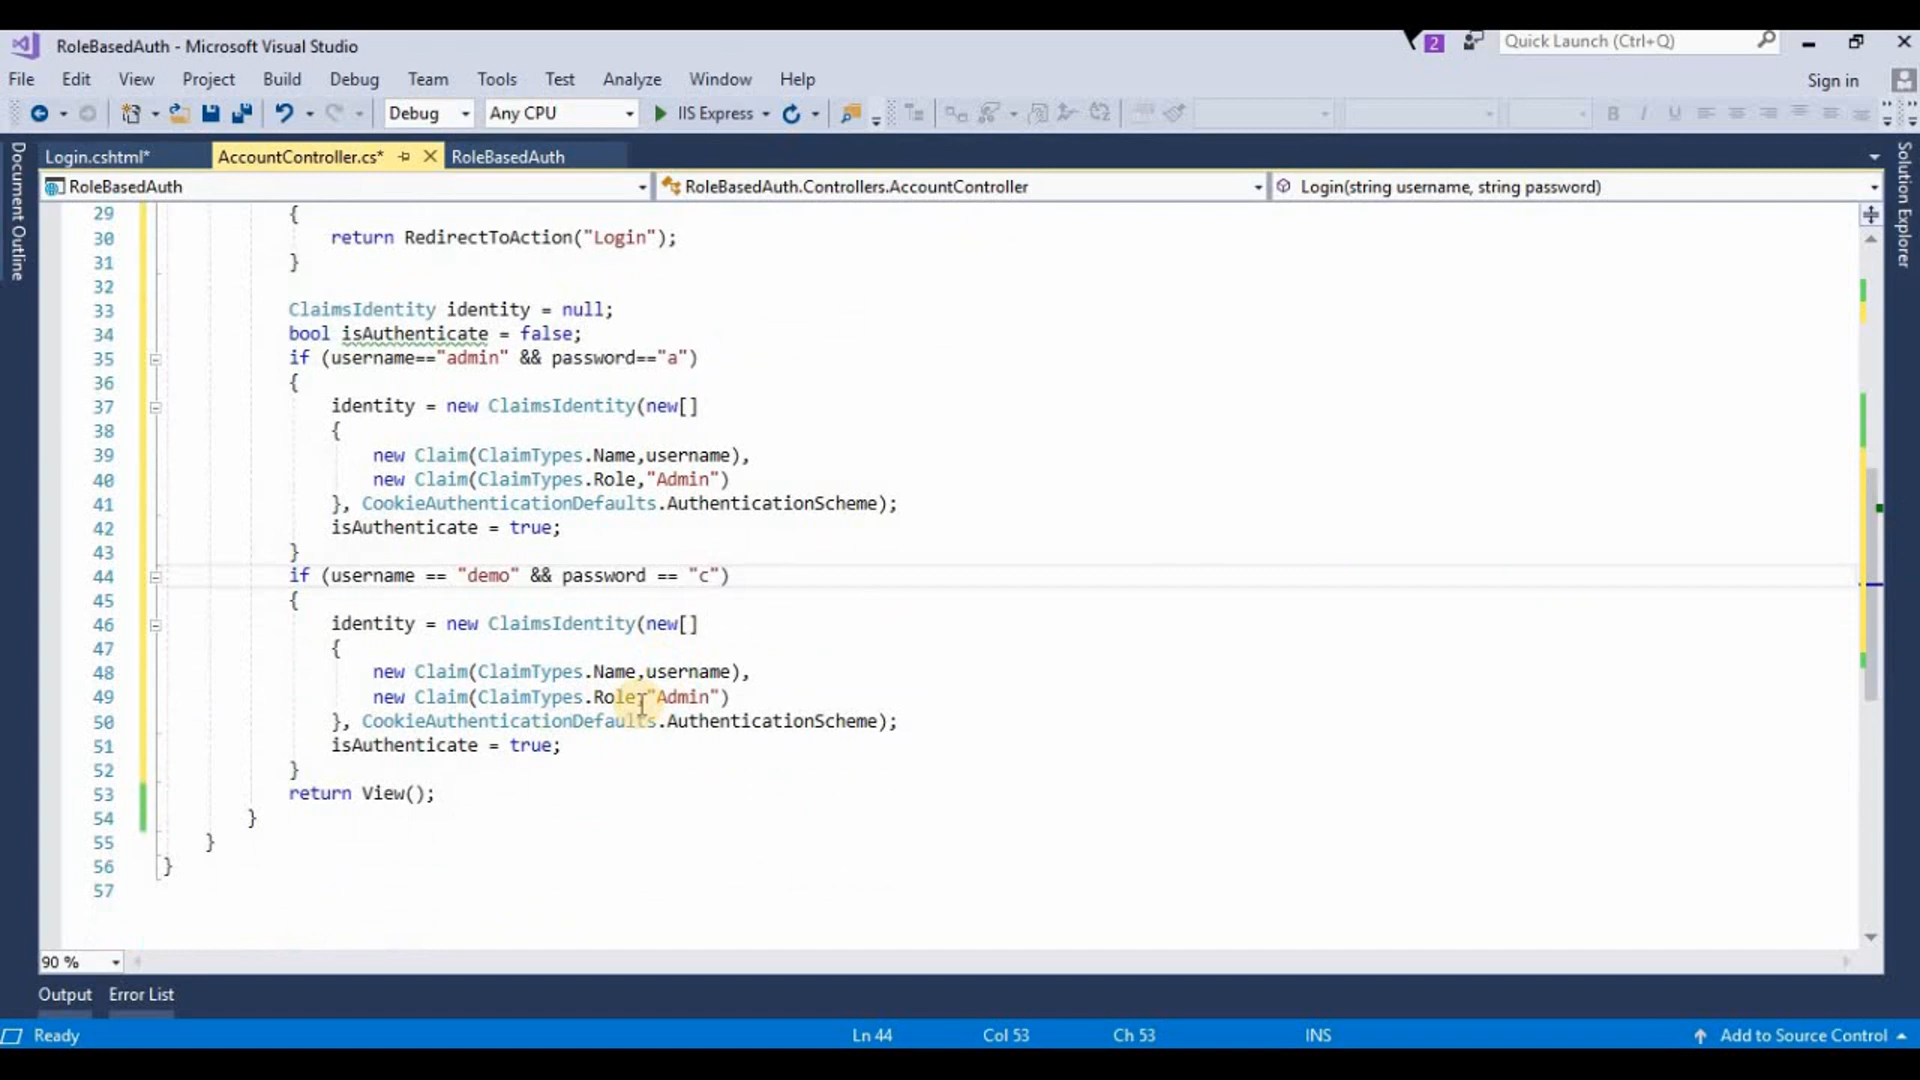 RoleBasedAuth - Microsoft Visual Studio
2
Quick Launch (Ctrl+Q)
File Edit View Project Build Debug Team Tools Test Analyze Window Help
Sign in
Debug Any CPU IIS Express
B I U
Document Outline
Login.cshtml* AccountController.cs* RoleBasedAuth
Solution Explorer
RoleBasedAuth RoleBasedAuth.Controllers.AccountController Login(string username, string password)
29 {
30 return RedirectToAction("Login");
31 }
32
33 ClaimsIdentity identity = null;
34 bool isAuthenticate = false;
35 if (username=="admin" && password=="a")
36 {
37 identity = new ClaimsIdentity(new[]
38 {
39 new Claim(ClaimTypes.Name,username),
40 new Claim(ClaimTypes.Role,"Admin")
41 }, CookieAuthenticationDefaults.AuthenticationScheme);
42 isAuthenticate = true;
43 }
44 if (username == "demo" && password == "c")
45 {
46 identity = new ClaimsIdentity(new[]
47 {
48 new Claim(ClaimTypes.Name,username),
49 new Claim(ClaimTypes.Role,"Admin")
50 }, CookieAuthenticationDefaults.AuthenticationScheme);
51 isAuthenticate = true;
52 }
53 return View();
54 }
55 }
56 }
57
90 %
Output Error List
Ready Ln 44 Col 53 Ch 53 INS Add to Source Control